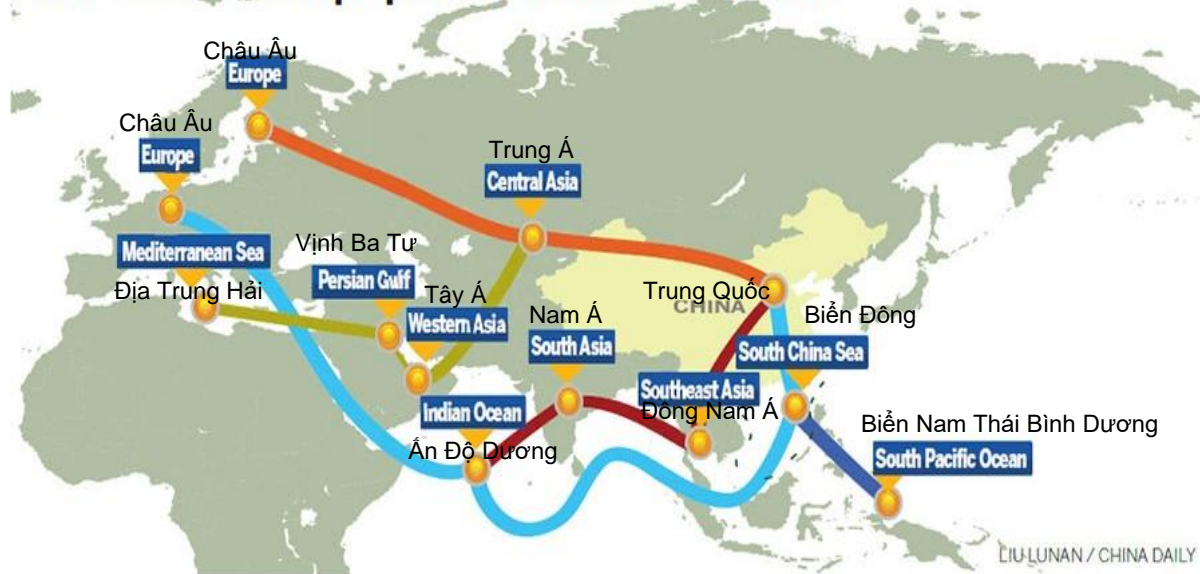 Châu Âu
Europe
Châu Âu
Europe
Trung Á
Central Asia
Mediterranean Sea
Địa Trung Hải
Vịnh Ba Tư
Persian Gulf
Tây Á
Western Asia
Nam Á
South Asia
Trung Quốc
CHINA
Biển Đông
South China Sea
Southeast Asia
Đông Nam Á
Indian Ocean
Ấn Độ Dương
Biển Nam Thái Bình Dương
South Pacific Ocean
LIU LUNAN / CHINA DAILY